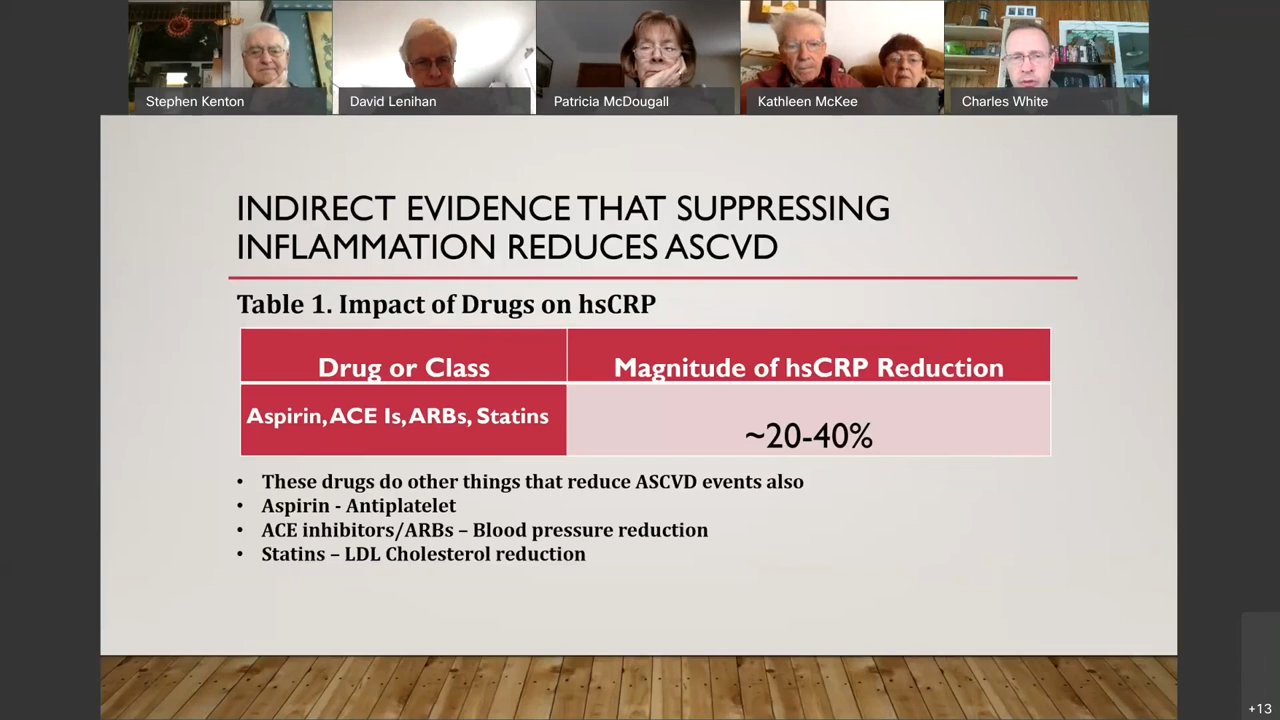 Stephen Kenton
David Lenihan
Patricia McDougall
Kathleen McKee
Charles White
INDIRECT EVIDENCE THAT SUPPRESSING
INFLAMMATION REDUCES ASCVD
Table 1. Impact of Drugs on hsCRP
Drug or Class
Magnitude of hsCRP Reduction
Aspirin, ACE Is, ARBs, Statins
~20-40%
• These drugs do other things that reduce ASCVD events also
• Aspirin - Antiplatelet
• ACE inhibitors/ARBs – Blood pressure reduction
• Statins – LDL Cholesterol reduction
+13